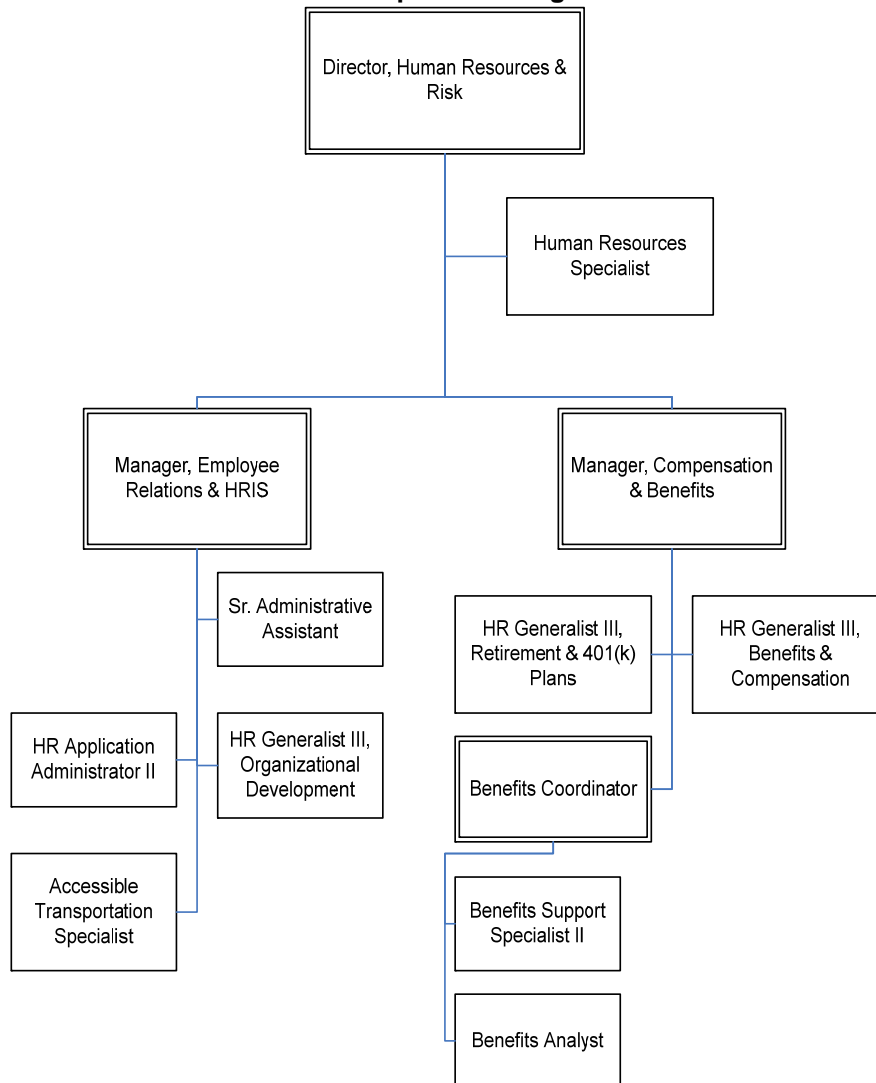 Director, Human Resources &
Risk
Human Resources
Specialist
Manager, Employee
Relations & HRIS
Manager, Compensation
& Benefits
Sr. Administrative
Assistant
HR Generalist III,
Retirement & 401(k)
Plans
HR Generalist III,
Benefits &
Compensation
HR Application
Administrator II
HR Generalist III,
Organizational
Development
Benefits Coordinator
Accessible
Transportation
Specialist
Benefits Support
Specialist II
Benefits Analyst